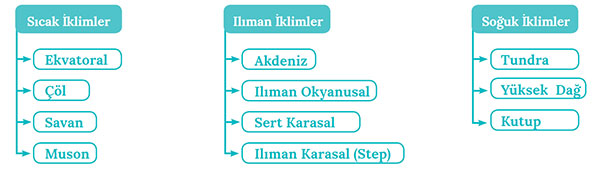 Sıcak İklimler
Ekvatoral
Çöl
Savan
Muson
Ilıman İklimler
Akdeniz
Ilıman Okyanusal
Sert Karasal
Ilıman Karasal (Step)
Soğuk İklimler
Tundra
Yüksek Dağ
Kutup